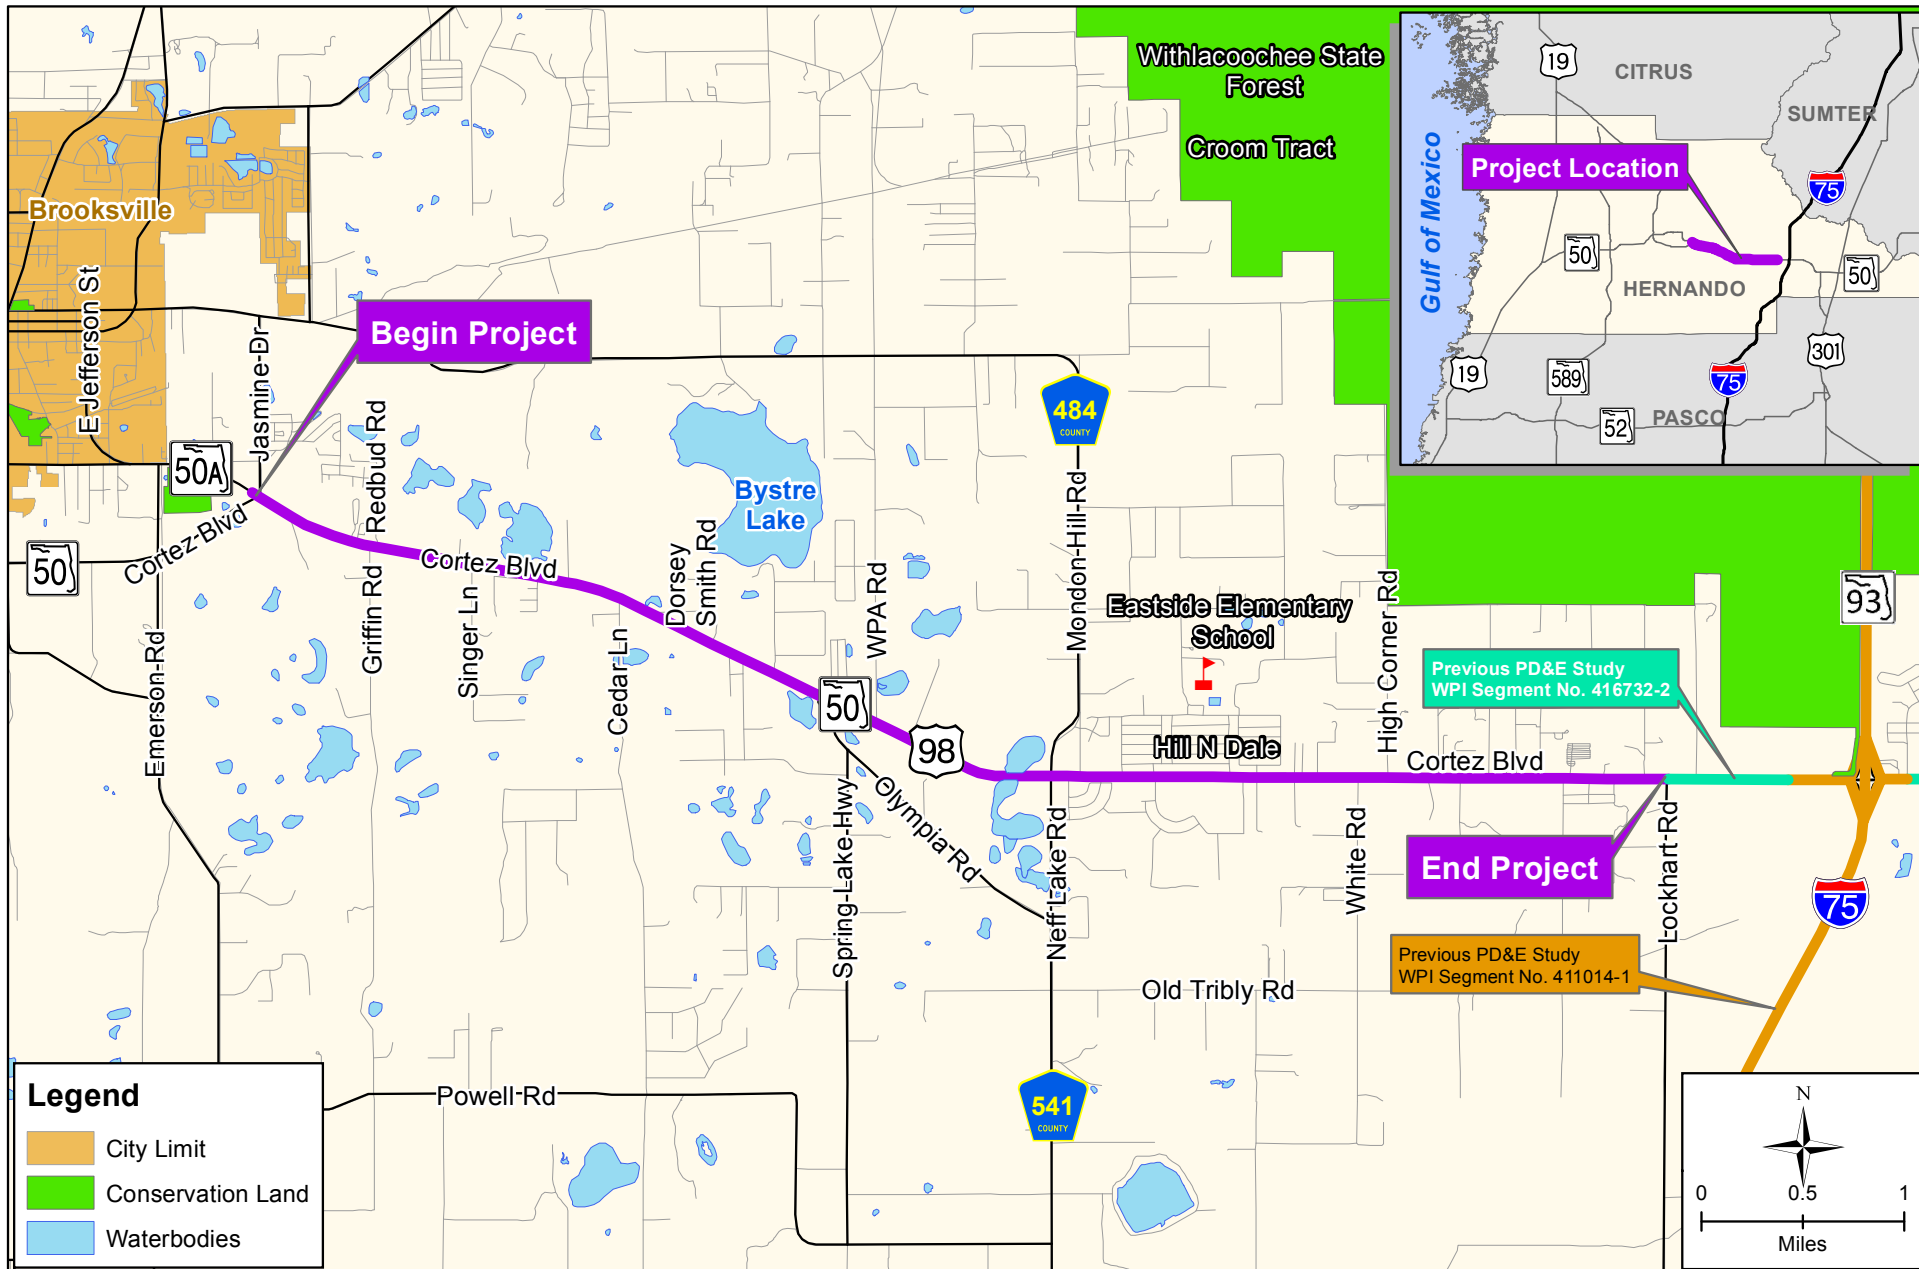 Withlacoochee State
Forest
Croom Tract
Brooksville
E Jefferson St
Jasmine Dr
Begin Project
Redbud Rd
50A
50
Cortez Blvd
Emerson Rd
Griffin Rd
Cortez Blvd
Singer Ln
Cedar Ln
Dorsey
Smith Rd
Bystre
Lake
WPA Rd
50
98
484
COUNTY
Mondon Hill Rd
Eastside Elementary
School
Hill N Dale
High Corner Rd
Cortez Blvd
Previous PD&E Study
WPI Segment No. 416732-2
93
Spring Lake Hwy
Olympia Rd
Neff Lake Rd
White Rd
End Project
Lockhart Rd
75
Previous PD&E Study
WPI Segment No. 411014-1
Old Tribly Rd
Powell Rd
541
COUNTY
19
CITRUS
SUMTER
Project Location
75
Gulf of Mexico
50
HERNANDO
50
19
589
75
301
52
PASCO
Legend
City Limit
Conservation Land
Waterbodies
N
0 0.5 1
Miles